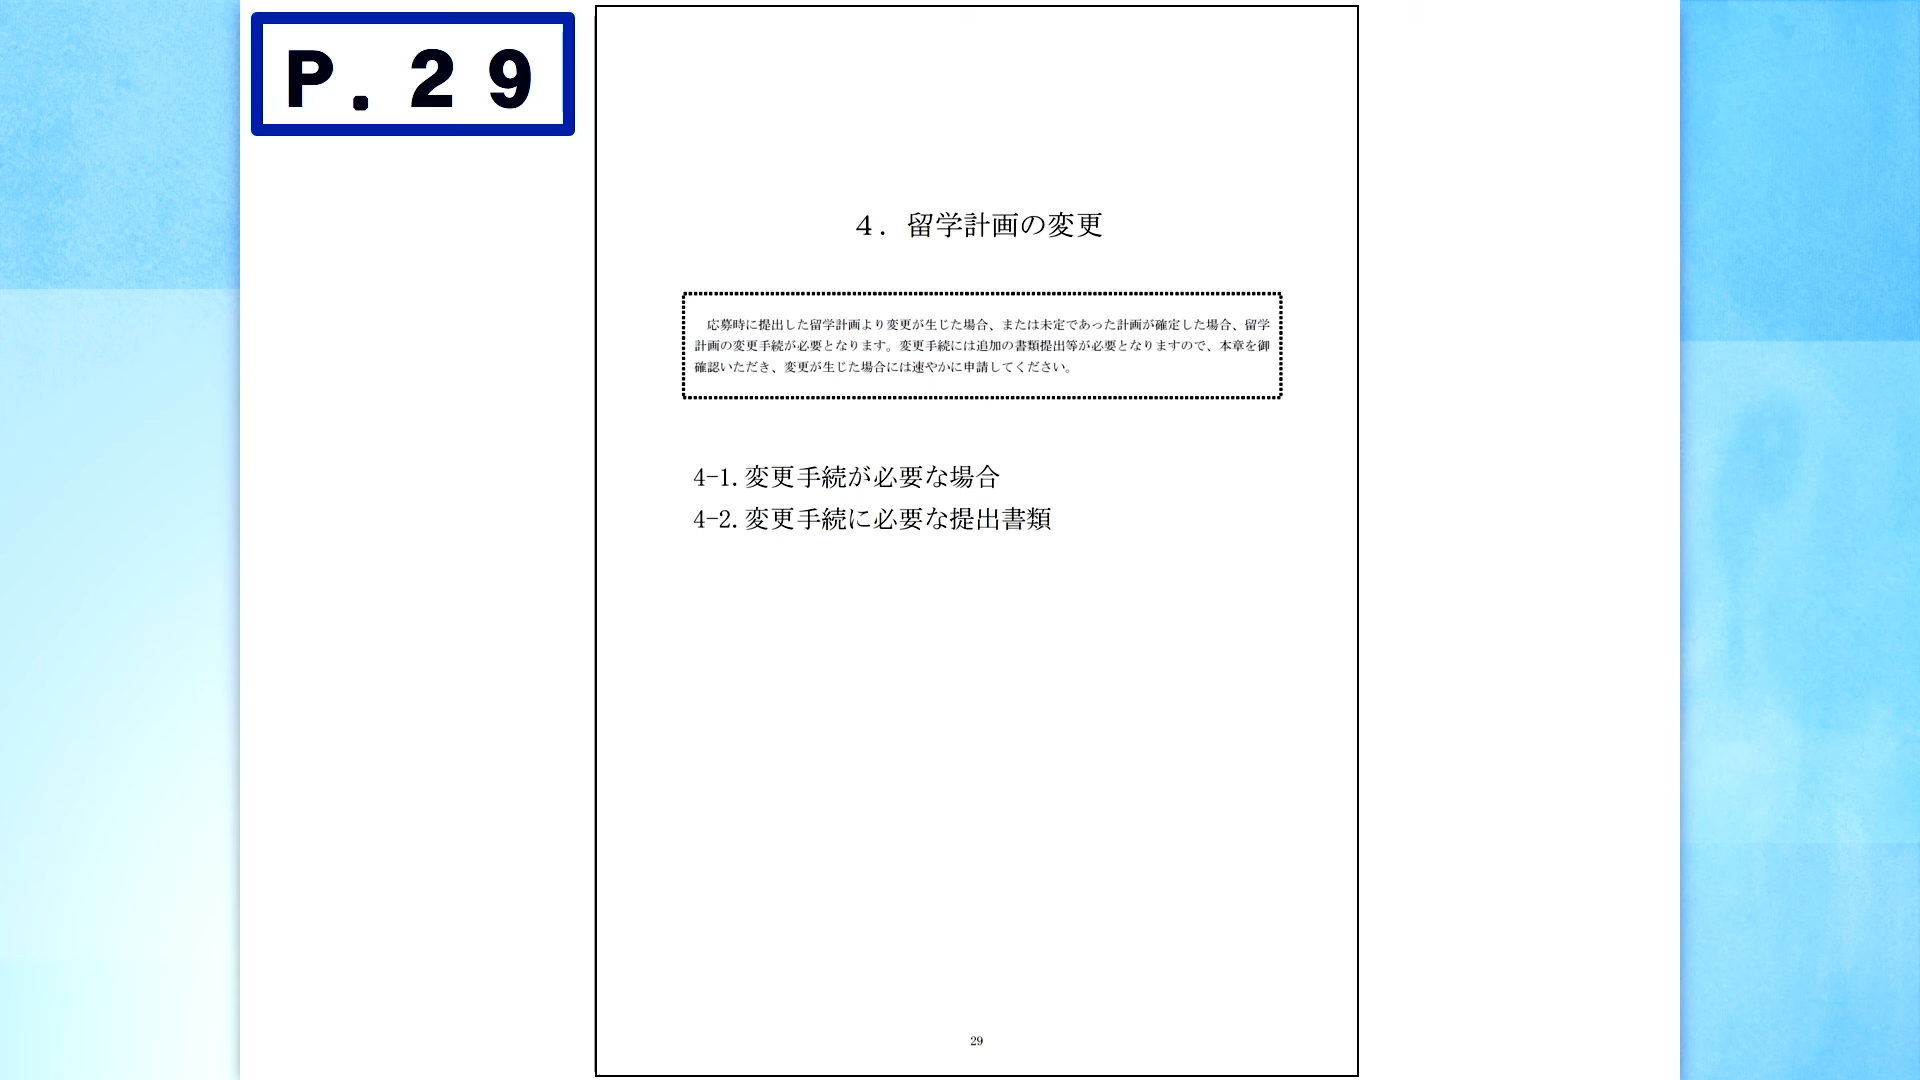 Ｐ．２９
４．留学計画の変更
　応募時に提出した留学計画より変更が生じた場合、または未定であった計画が確定した場合、留学
計画の変更手続が必要となります。変更手続には追加の書類提出等が必要となりますので、本章を御
確認いただき、変更が生じた場合には速やかに申請してください。
4-1.変更手続が必要な場合
4-2.変更手続に必要な提出書類
29